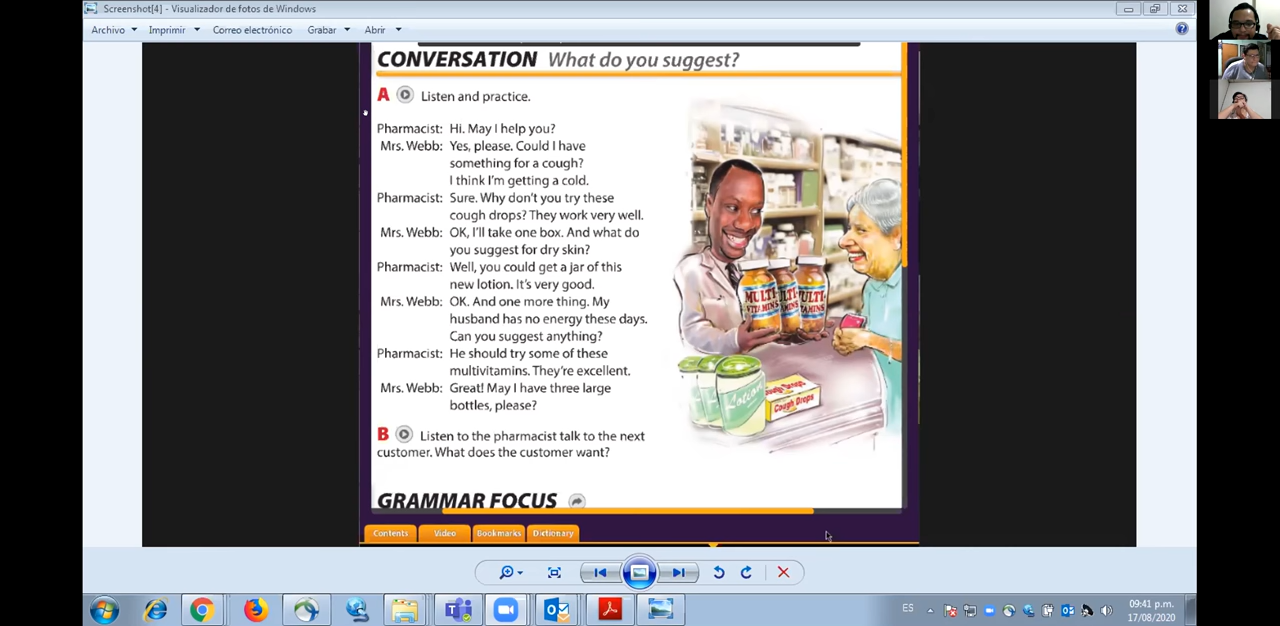 Screenshot[4] - Visualizador de fotos de Windows
Archivo Imprimir Correo electrónico Grabar Abrir
CONVERSATION What do you suggest?
A Listen and practice.
Pharmacist: Hi. May I help you?
Mrs. Webb: Yes, please. Could I have
something for a cough?
I think I'm getting a cold.
Pharmacist: Sure. Why don't you try these
cough drops? They work very well.
Mrs. Webb: OK, I'll take one box. And what do
you suggest for dry skin?
Pharmacist: Well, you could get a jar of this
new lotion. It's very good.
Mrs. Webb: OK. And one more thing. My
husband has no energy these days.
Can you suggest anything?
Pharmacist: He should try some of these
multivitamins. They're excellent.
Mrs. Webb: Great! May I have three large
bottles, please?
MULTI-
VITAMINS
Lotion
Cough Drops
B Listen to the pharmacist talk to the next
customer. What does the customer want?
GRAMMAR FOCUS
Contents Video Bookmarks Dictionary
ES
09:41 p.m.
17/08/2020